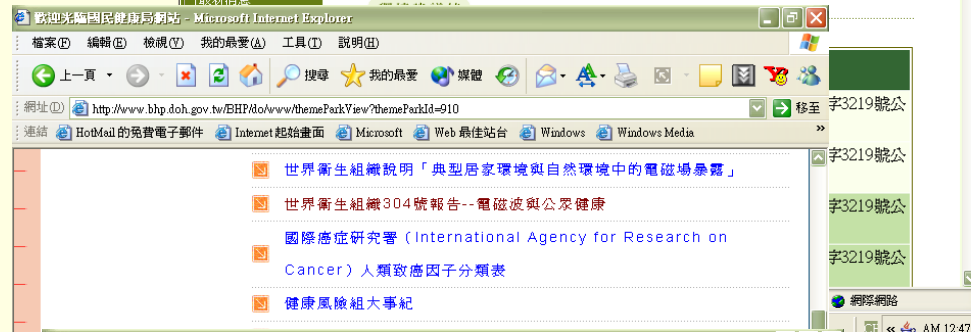 歡迎光臨國民健康局網站 - Microsoft Internet Explorer
檔案(F) 編輯(E) 檢視(V) 我的最愛(A) 工具(T) 說明(H)
上一頁 搜尋 我的最愛 媒體
網址(D) http://www.bhp.doh.gov.tw/BHP/do/www/themeParkView?themeParkId=910 移至
連結 HotMail 的免費電子郵件 Internet 起始畫面 Microsoft Web 最佳站台 Windows Windows Media »
字3219號公
字3219號公
字3219號公
字3219號公
世界衛生組織說明「典型居家環境與自然環境中的電磁場暴露」
世界衛生組織304號報告--電磁波與公眾健康
國際癌症研究署（International Agency for Research on
Cancer）人類致癌因子分類表
健康風險組大事紀
網際網路
CH « AM 12:47